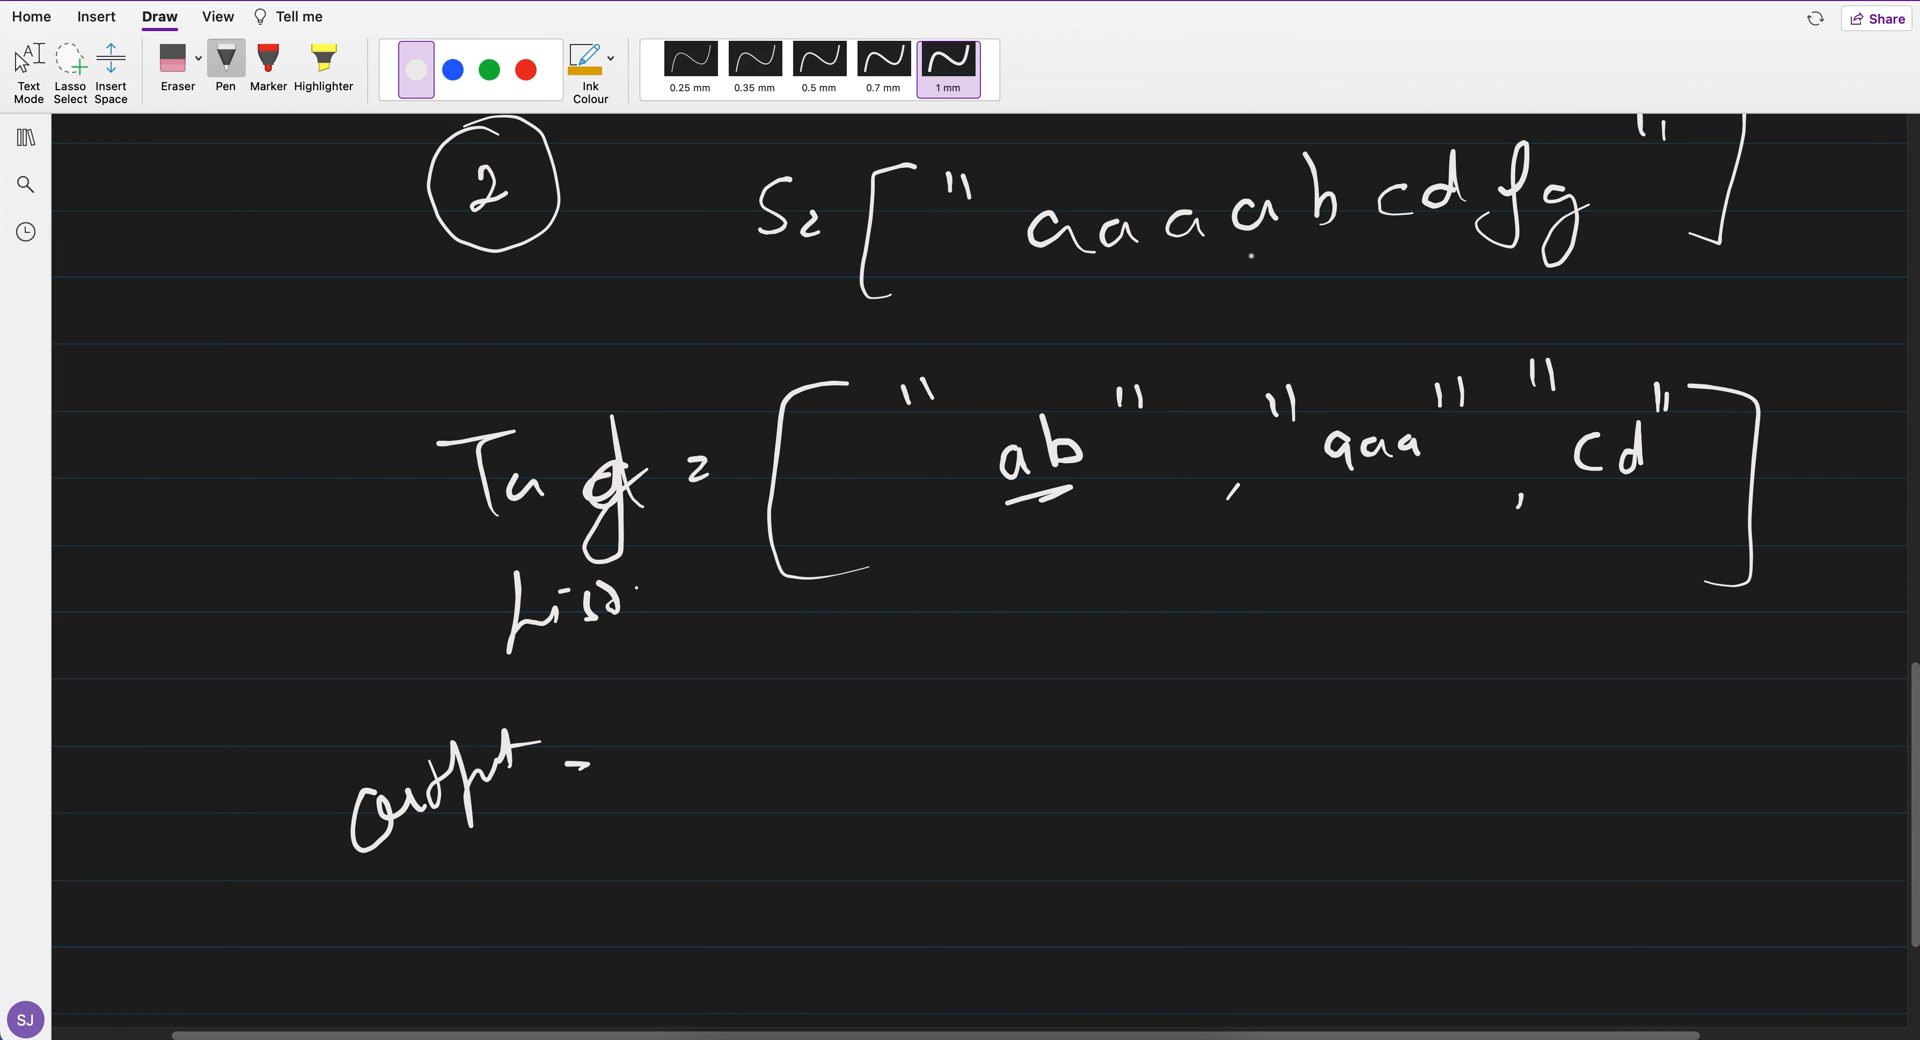 Home Insert Draw View Tell me Share
Text Mode Lasso Select Insert Space Eraser Pen Marker Highlighter Ink Colour 0.25 mm 0.35 mm 0.5 mm 0.7 mm 1 mm
2 S2 [ " aaaabcdfg " ]
Tag = [ "ab" , "aaa" , "cd" ]
List
Output -
SJ